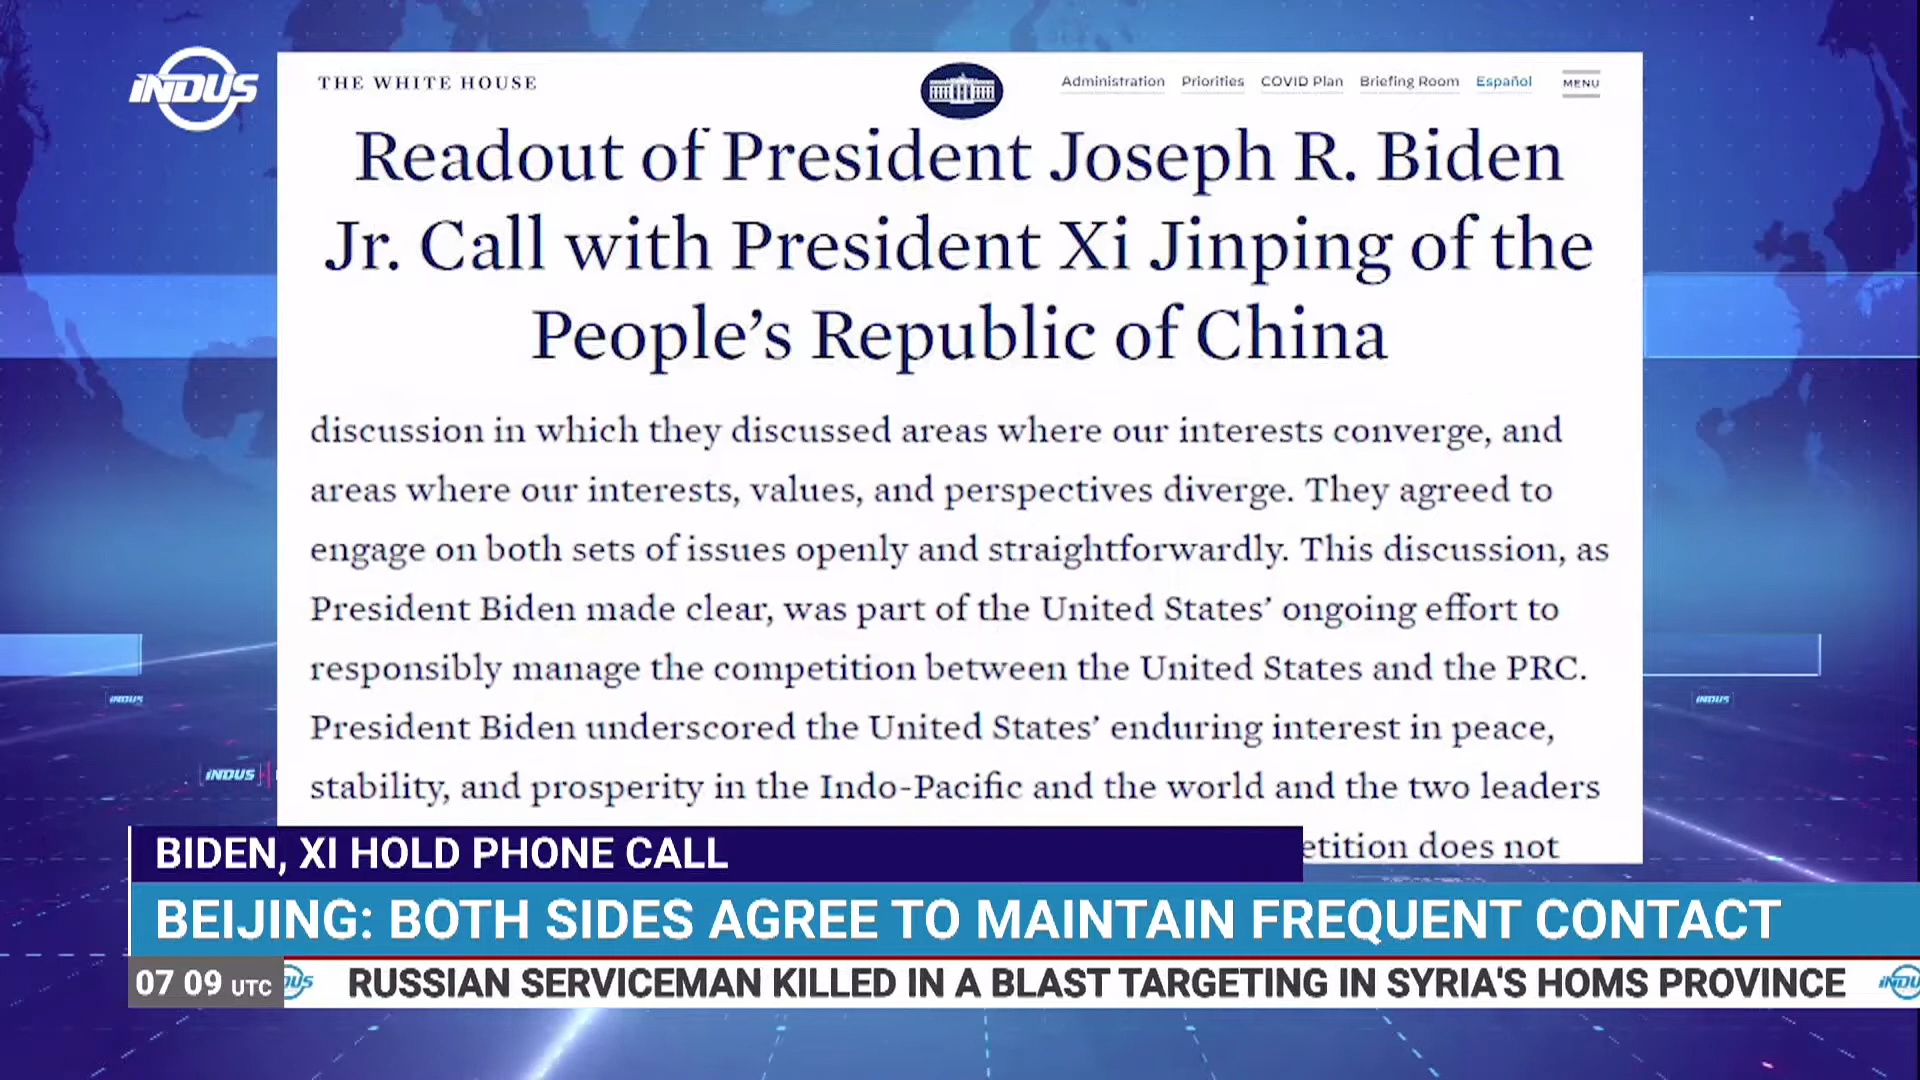 iNDUS
THE WHITE HOUSE
Administration Priorities COVID Plan Briefing Room Español MENU
Readout of President Joseph R. Biden
Jr. Call with President Xi Jinping of the
People’s Republic of China
discussion in which they discussed areas where our interests converge, and
areas where our interests, values, and perspectives diverge. They agreed to
engage on both sets of issues openly and straightforwardly. This discussion, as
President Biden made clear, was part of the United States’ ongoing effort to
responsibly manage the competition between the United States and the PRC.
President Biden underscored the United States’ enduring interest in peace,
stability, and prosperity in the Indo-Pacific and the world and the two leaders
etition does not
iNDUS
iNDUS
iNDUS
BIDEN, XI HOLD PHONE CALL
BEIJING: BOTH SIDES AGREE TO MAINTAIN FREQUENT CONTACT
07 09 UTC
RUSSIAN SERVICEMAN KILLED IN A BLAST TARGETING IN SYRIA'S HOMS PROVINCE